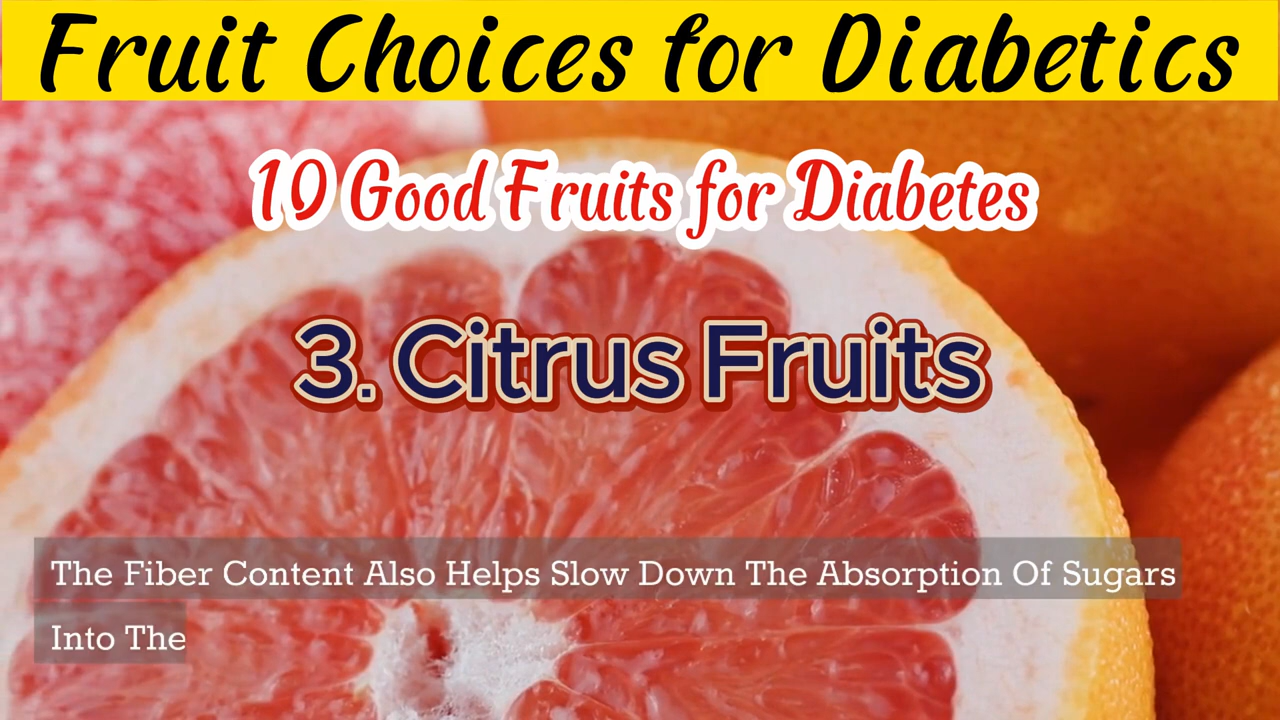 Fruit Choices for Diabetics
10 Good Fruits for Diabetes
3. Citrus Fruits
The Fiber Content Also Helps Slow Down The Absorption Of Sugars
Into The